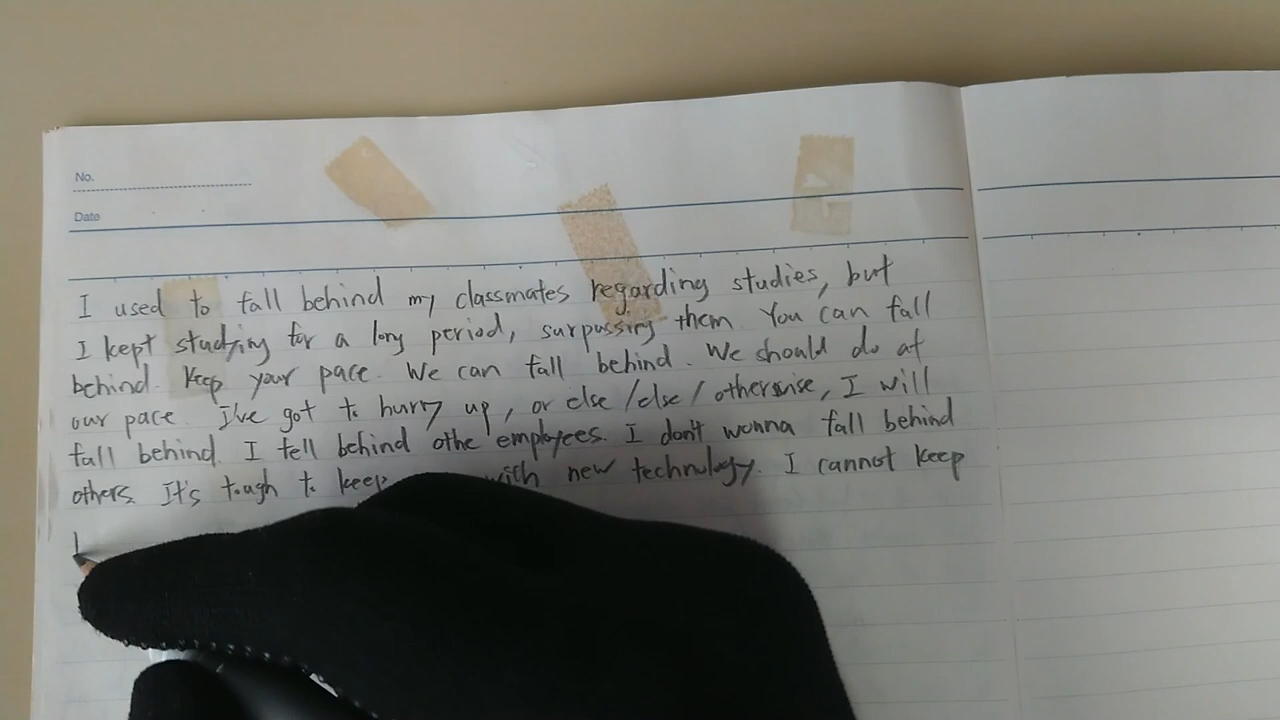 No.
Date
I used to fall behind my classmates regarding studies, but
I kept studying for a long period, surpassing them. You can fall
behind. Keep your pace. We can fall behind. We should do at
our pace. I've got to hurry up, or else / else / otherwise, I will
fall behind. I fell behind othe employees. I don't wanna fall behind
others. It's tough to keep with new technology. I cannot keep